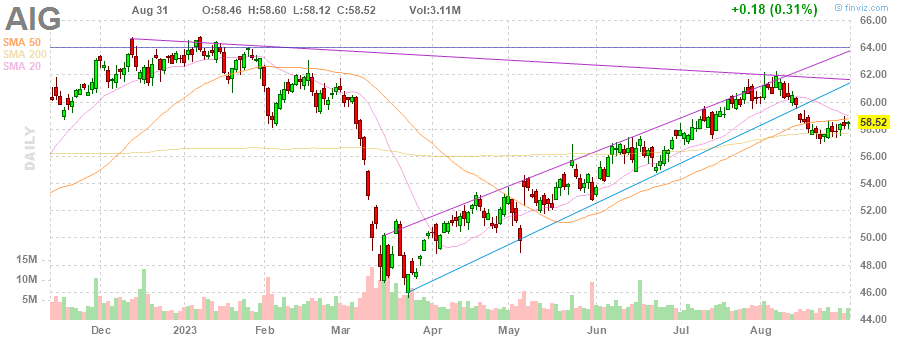 AIG Aug 31 O:58.46 H:58.60 L:58.12 C:58.52 Vol:3.11M +0.18 (0.31%) © finviz.com
SMA 50
SMA 200
SMA 20
DAILY
66.00
64.00
62.00
60.00
58.52
58.00
56.00
54.00
52.00
50.00
48.00
46.00
44.00
15M
10M
5M
Dec 2023 Feb Mar Apr May Jun Jul Aug